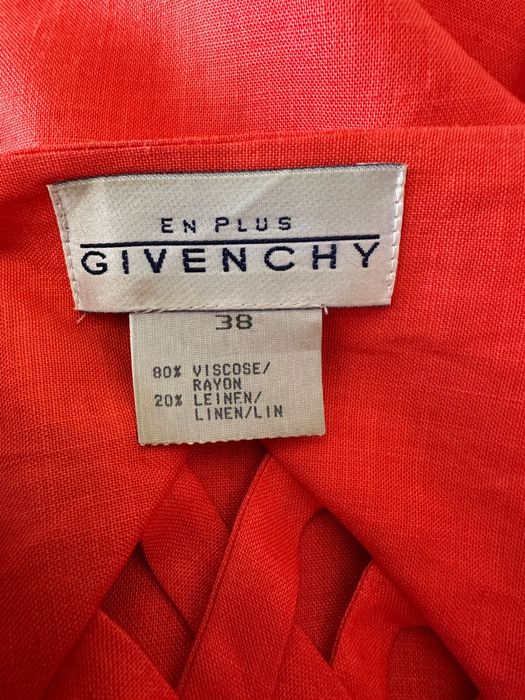 EN PLUS
GIVENCHY
38
80% VISCOSE/
RAYON
20% LEINEN/
LINEN/LIN